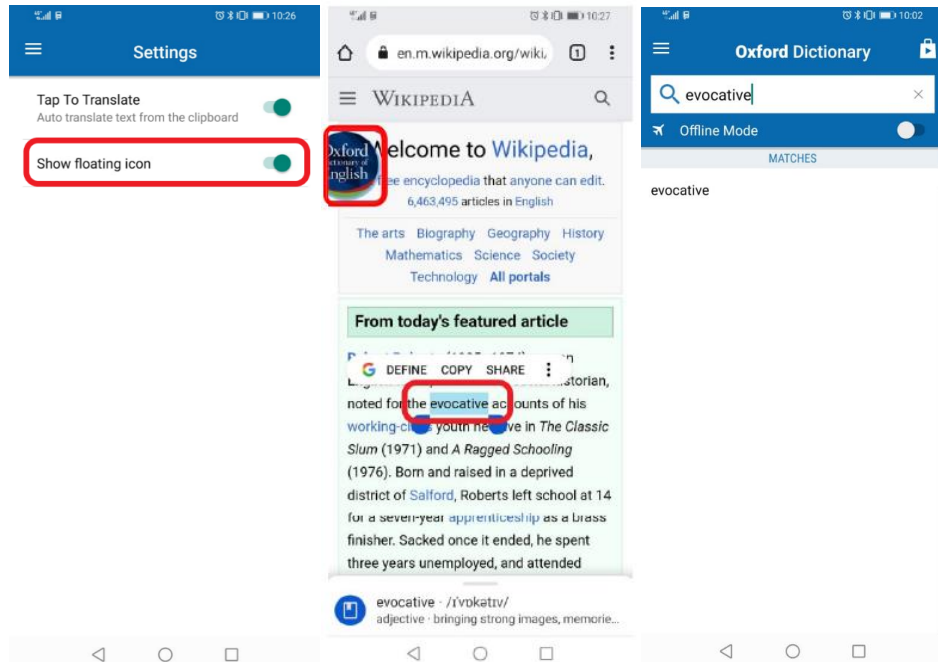 10:26
Settings
Tap To Translate
Auto translate text from the clipboard
Show floating icon
10:27
en.m.wikipedia.org/wiki,
1
WIKIPEDIA
Oxford
Dictionary of
English
Welcome to Wikipedia,
free encyclopedia that anyone can edit.
6,463,495 articles in English
The arts Biography Geography History
Mathematics Science Society
Technology All portals
From today's featured article
G DEFINE COPY SHARE
noted for the evocative accounts of his
youth he ve in The Classic
Slum (1971) and A Ragged Schooling
(1976). Born and raised in a deprived
district of Salford, Roberts left school at 14
for a seven-year apprenticeship as a brass
finisher. Sacked once it ended, he spent
three years unemployed, and attended
evocative · /ɪˈvɒkətɪv/
adjective · bringing strong images, memorie...
10:02
Oxford Dictionary
evocative
Offline Mode
MATCHES
evocative